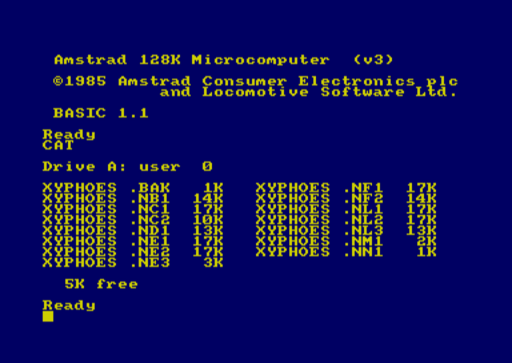 Amstrad 128K Microcomputer (v3)
©1985 Amstrad Consumer Electronics plc
and Locomotive Software Ltd.
BASIC 1.1
Ready
CAT
Drive A: user 0
XYPHOES .BAK 1K XYPHOES .NF1 17K
XYPHOES .NB1 14K XYPHOES .NF2 14K
XYPHOES .NC1 17K XYPHOES .NL1 17K
XYPHOES .NC2 10K XYPHOES .NL2 17K
XYPHOES .ND1 13K XYPHOES .NL3 13K
XYPHOES .NE1 17K XYPHOES .NM1 2K
XYPHOES .NE2 17K XYPHOES .NN1 1K
XYPHOES .NE3 3K
5K free
Ready